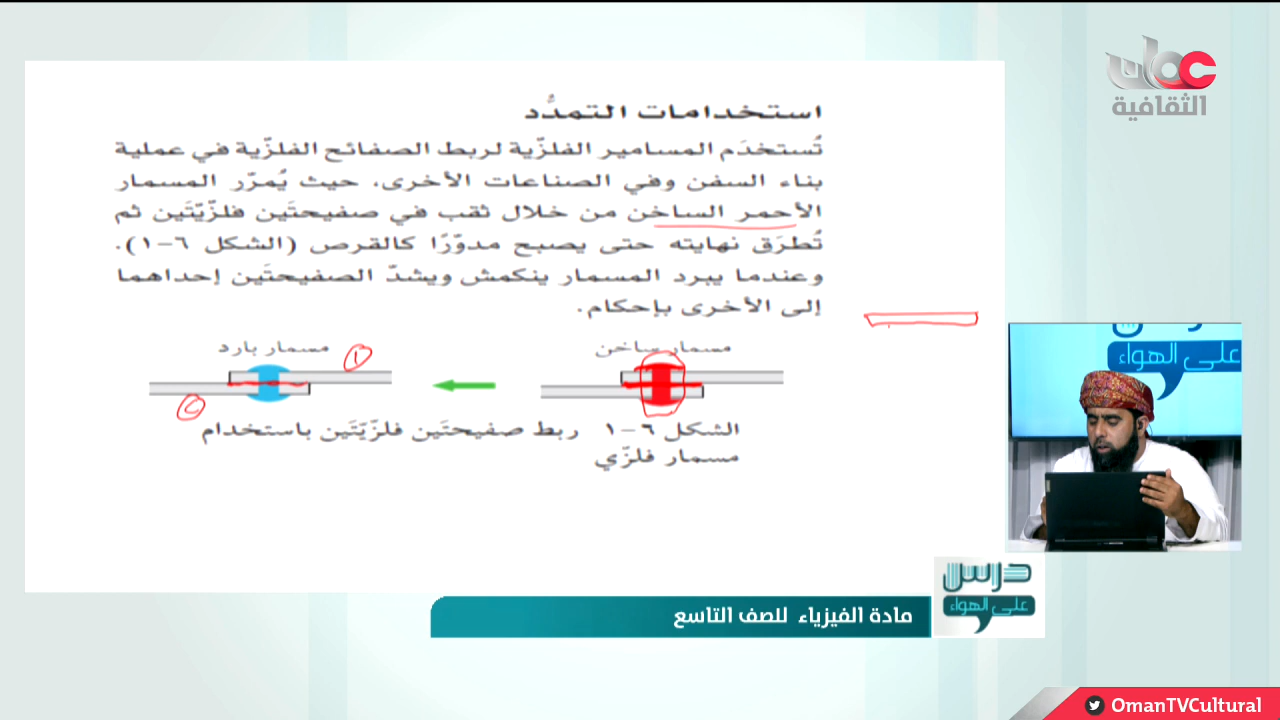 عمان
الثقافية
استخدامات التمدُّد
تُستخدَم المسامير الفلزّية لربط الصفائح الفلزّية في عملية
بناء السفن وفي الصناعات الأخرى، حيث يُمرّر المسمار
الأحمر الساخن من خلال ثقب في صفيحتَين فلزّيّتَين ثم
تُطرَق نهايته حتى يصبح مدوّرًا كالقرص (الشكل ٦-١).
وعندما يبرد المسمار ينكمش ويشدّ الصفيحتَين إحداهما
إلى الأخرى بإحكام.
مسمار ساخن
مسمار بارد
١
الشكل ٦-١ ربط صفيحتَين فلزّيّتَين باستخدام
مسمار فلزّي
على الهواء
درس
على الهواء
مادة الفيزياء للصف التاسع
OmanTVCultural